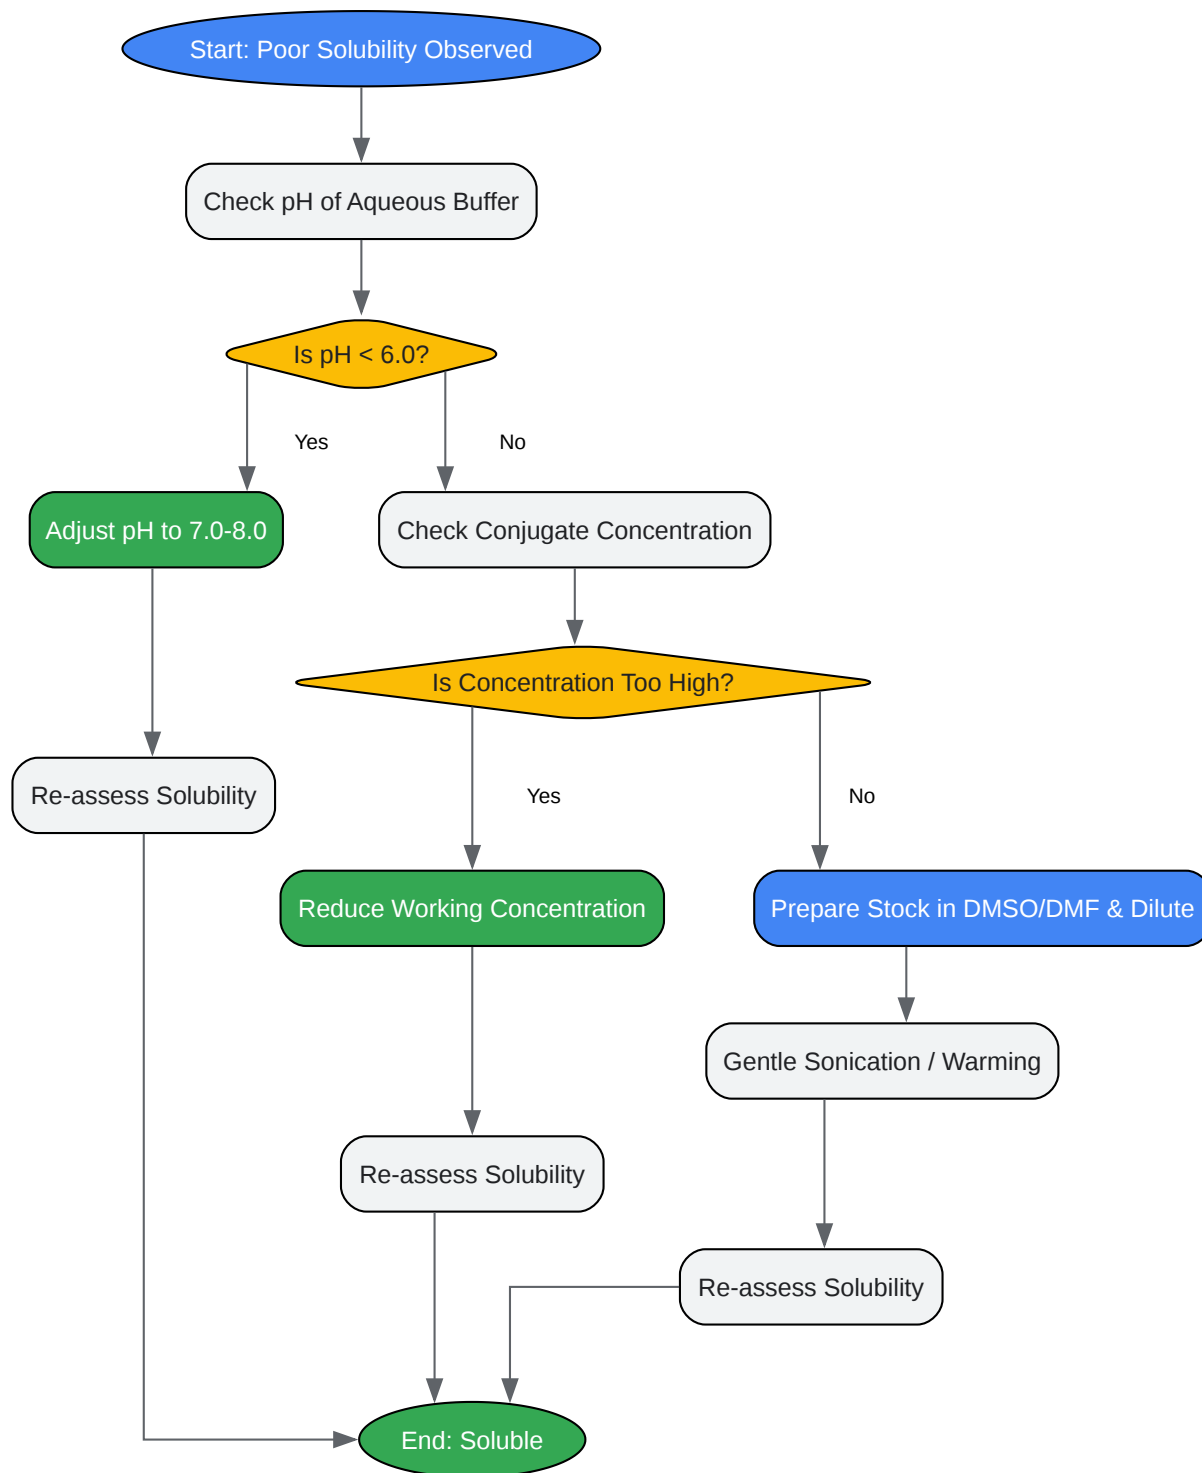 Start: Poor Solubility Observed
Check pH of Aqueous Buffer
Is pH < 6.0?
Yes
No
Adjust pH to 7.0-8.0
Check Conjugate Concentration
Is Concentration Too High?
Re-assess Solubility
Yes
No
Reduce Working Concentration
Prepare Stock in DMSO/DMF & Dilute
Gentle Sonication / Warming
Re-assess Solubility
Re-assess Solubility
End: Soluble